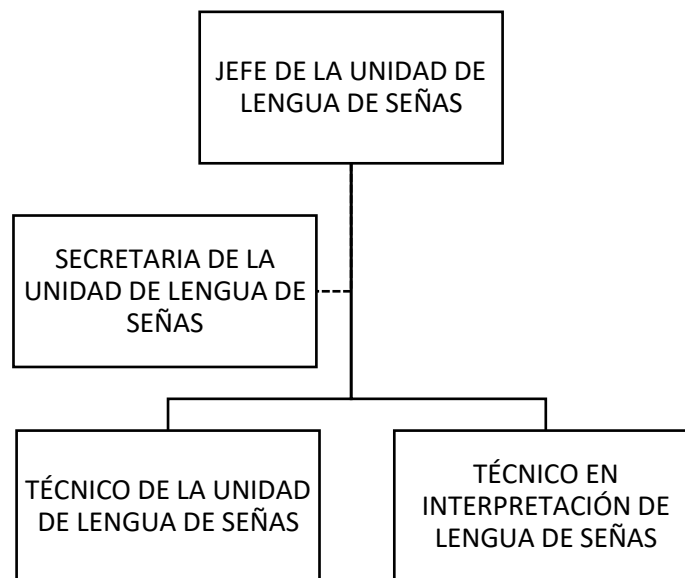 JEFE DE LA UNIDAD DE
LENGUA DE SEÑAS
SECRETARIA DE LA
UNIDAD DE LENGUA DE
SEÑAS
TÉCNICO DE LA UNIDAD
DE LENGUA DE SEÑAS
TÉCNICO EN
INTERPRETACIÓN DE
LENGUA DE SEÑAS